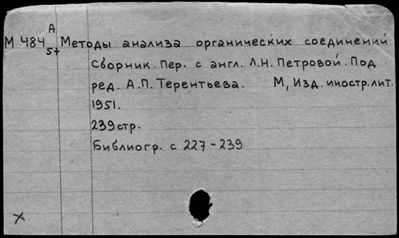 А
М 484 Методы анализа органических соединений
5+
Сборник. Пер. с англ. Л.Н. Петровой. Под
ред. А.П. Терентьева. М, Изд. иностр. лит.
1951.
239 стр.
Библиогр. с 227-239
х